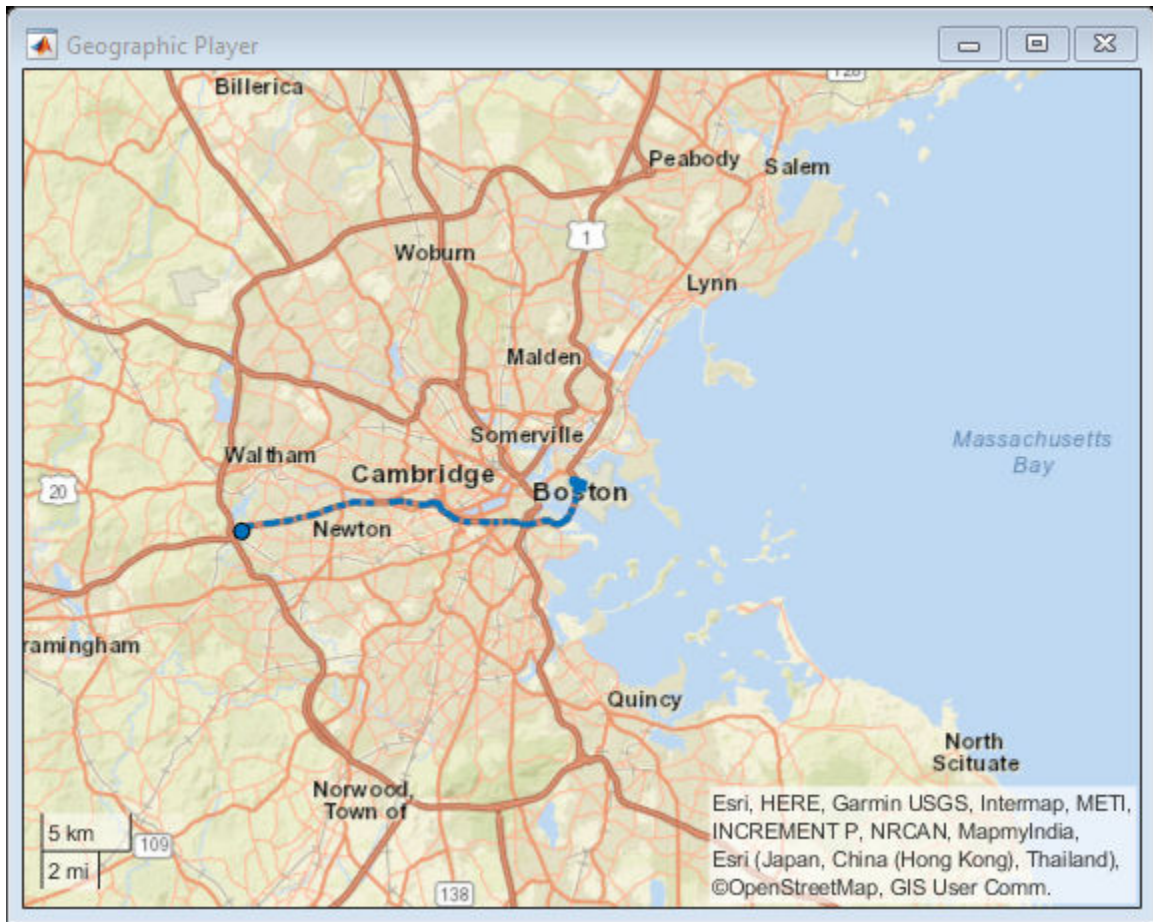 Geographic Player
Billerica
128
Peabody
Salem
1
Woburn
Lynn
Malden
Somerville
Waltham
Massachusetts
Bay
Cambridge
20
Boston
Newton
ramingham
Quincy
North
Scituate
Norwood,
Town of
Esri, HERE, Garmin USGS, Intermap, METI,
INCREMENT P, NRCAN, MapmyIndia,
Esri (Japan, China (Hong Kong), Thailand),
©OpenStreetMap, GIS User Comm.
5 km
109
2 mi
138